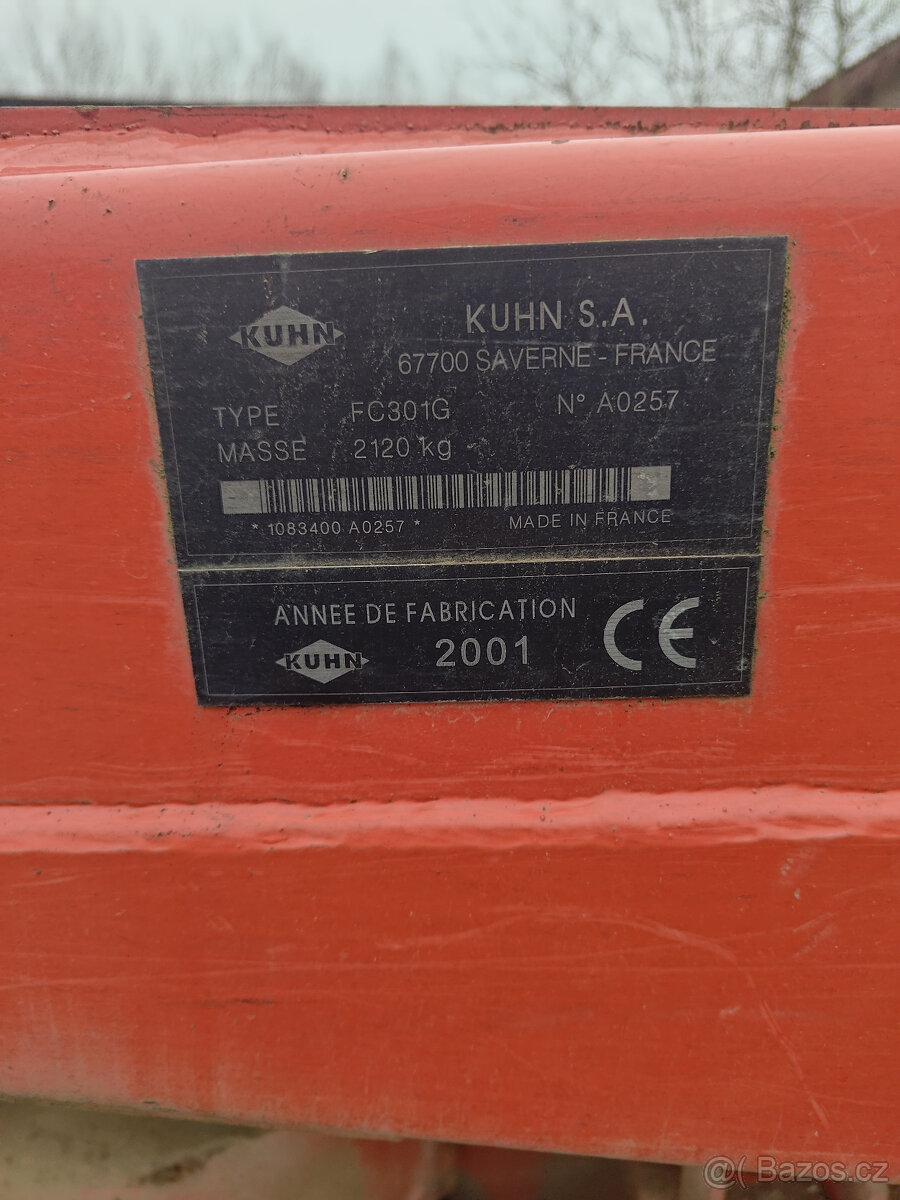 KUHN
KUHN S.A.
67700 SAVERNE - FRANCE
TYPE FC301G N° A0257
MASSE 2120 kg
* 1083400 A0257 * MADE IN FRANCE
ANNEE DE FABRICATION
KUHN 2001 CE
@( Bazos.cz